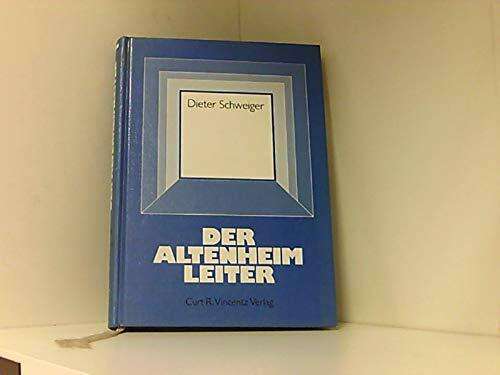 Dieter Schweiger
DER
ALTENHEIM
LEITER
Curt R. Vincentz Verlag